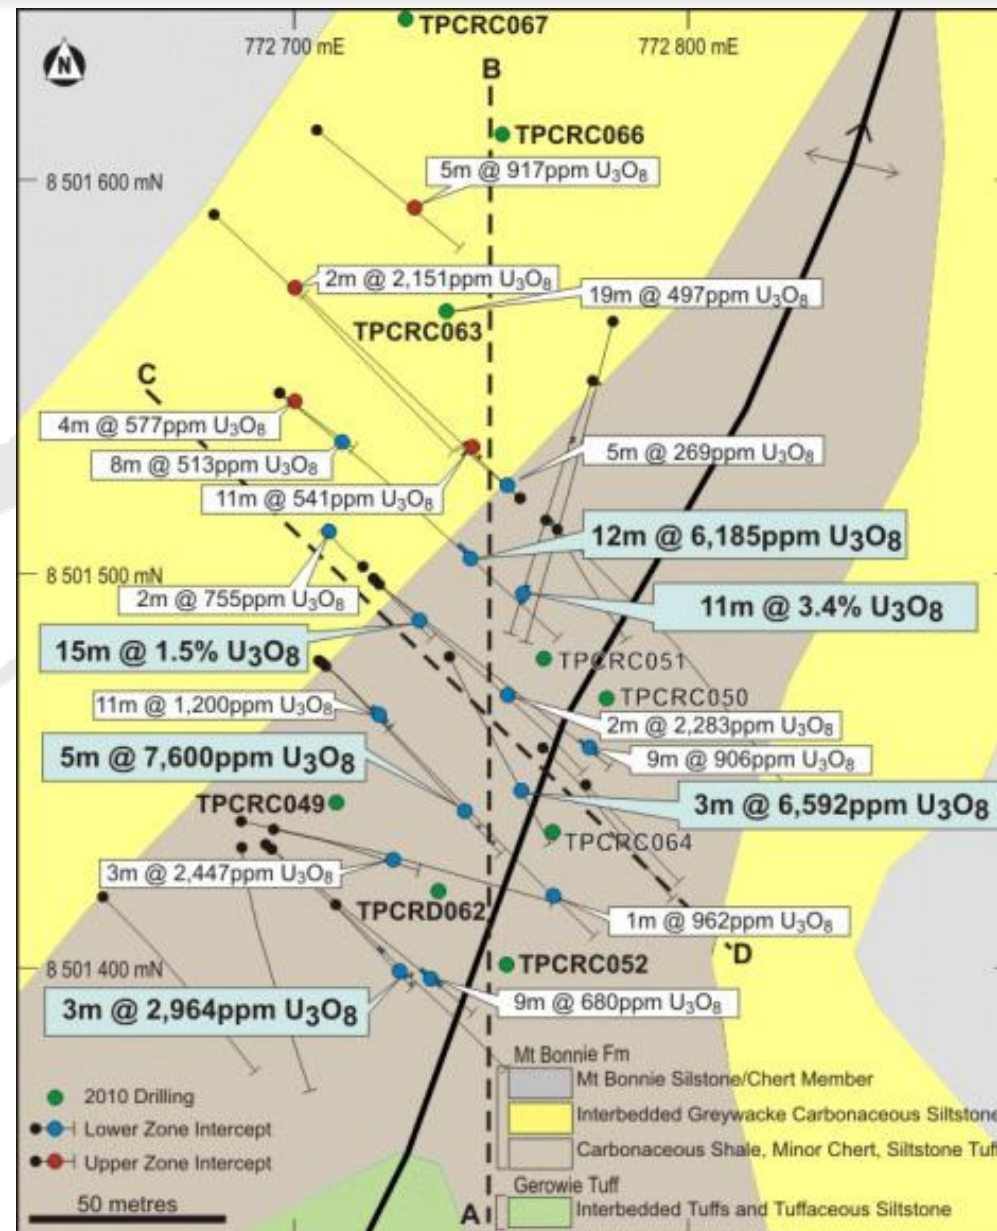 TPCRC067
772 700 mE
772 800 mE
N
B
TPCRC066
5m @ 917ppm U₃O₈
8 501 600 mN
2m @ 2,151ppm U₃O₈
19m @ 497ppm U₃O₈
TPCRC063
C
4m @ 577ppm U₃O₈
8m @ 513ppm U₃O₈
5m @ 269ppm U₃O₈
11m @ 541ppm U₃O₈
12m @ 6,185ppm U₃O₈
8 501 500 mN
2m @ 755ppm U₃O₈
11m @ 3.4% U₃O₈
15m @ 1.5% U₃O₈
TPCRC051
TPCRC050
11m @ 1,200ppm U₃O₈
2m @ 2,283ppm U₃O₈
5m @ 7,600ppm U₃O₈
9m @ 906ppm U₃O₈
3m @ 6,592ppm U₃O₈
TPCRC049
TPCRC064
3m @ 2,447ppm U₃O₈
TPCRD062
1m @ 962ppm U₃O₈
D
TPCRC052
8 501 400 mN
3m @ 2,964ppm U₃O₈
9m @ 680ppm U₃O₈
Mt Bonnie Fm
Mt Bonnie Silstone/Chert Member
Interbedded Greywacke Carbonaceous Siltstone
Carbonaceous Shale, Minor Chert, Siltstone Tuff
Gerowie Tuff
Interbedded Tuffs and Tuffaceous Siltstone
2010 Drilling
Lower Zone Intercept
Upper Zone Intercept
50 metres
A